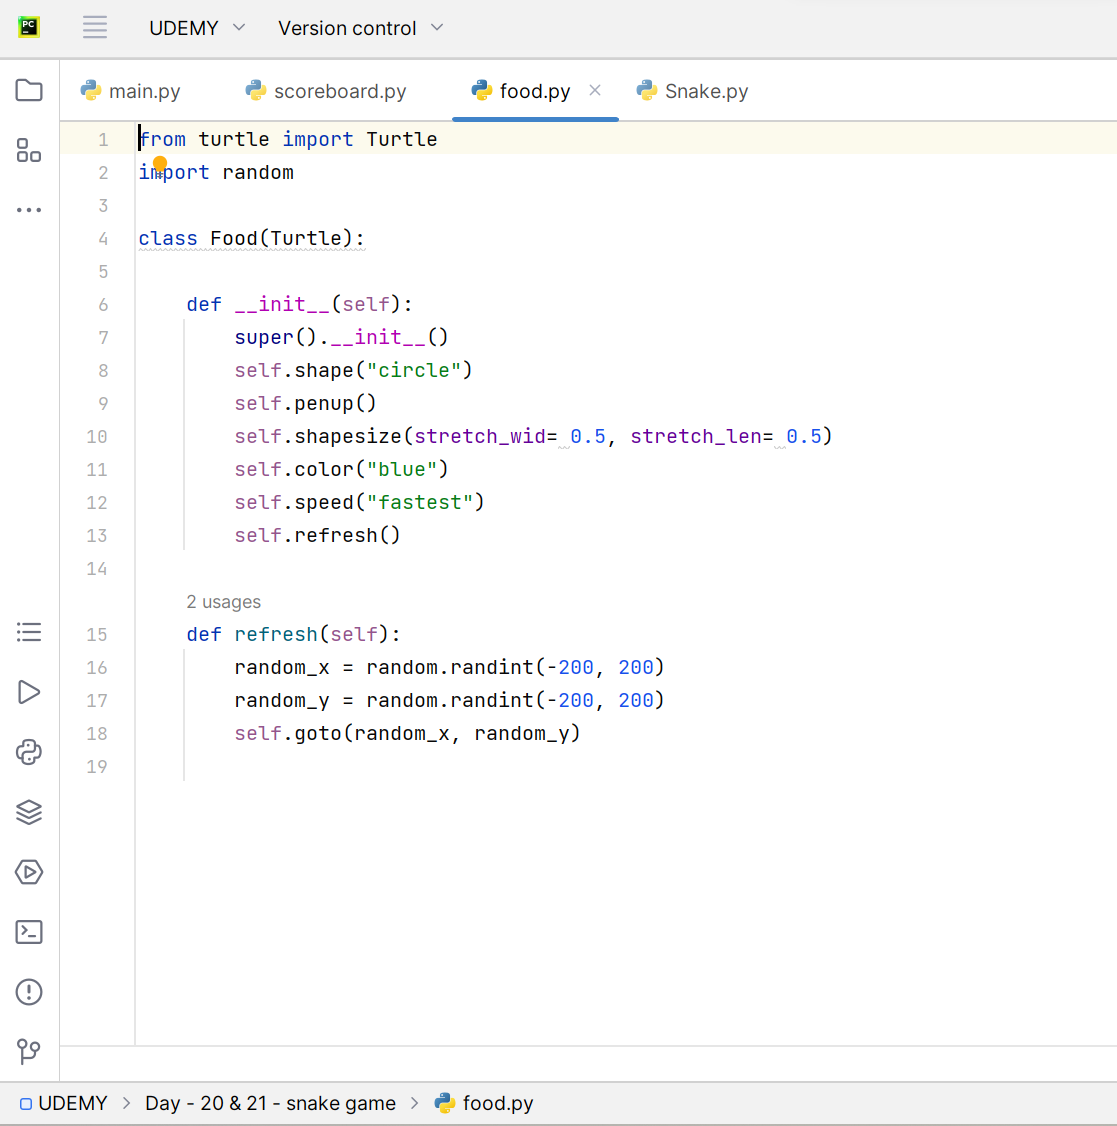 PC
UDEMY
Version control
main.py
scoreboard.py
food.py
Snake.py
1 from turtle import Turtle
2 import random
3
4 class Food(Turtle):
5
6     def __init__(self):
7         super().__init__()
8         self.shape("circle")
9         self.penup()
10         self.shapesize(stretch_wid= 0.5, stretch_len= 0.5)
11         self.color("blue")
12         self.speed("fastest")
13         self.refresh()
14
2 usages
15     def refresh(self):
16         random_x = random.randint(-200, 200)
17         random_y = random.randint(-200, 200)
18         self.goto(random_x, random_y)
19
UDEMY > Day - 20 & 21 - snake game > food.py